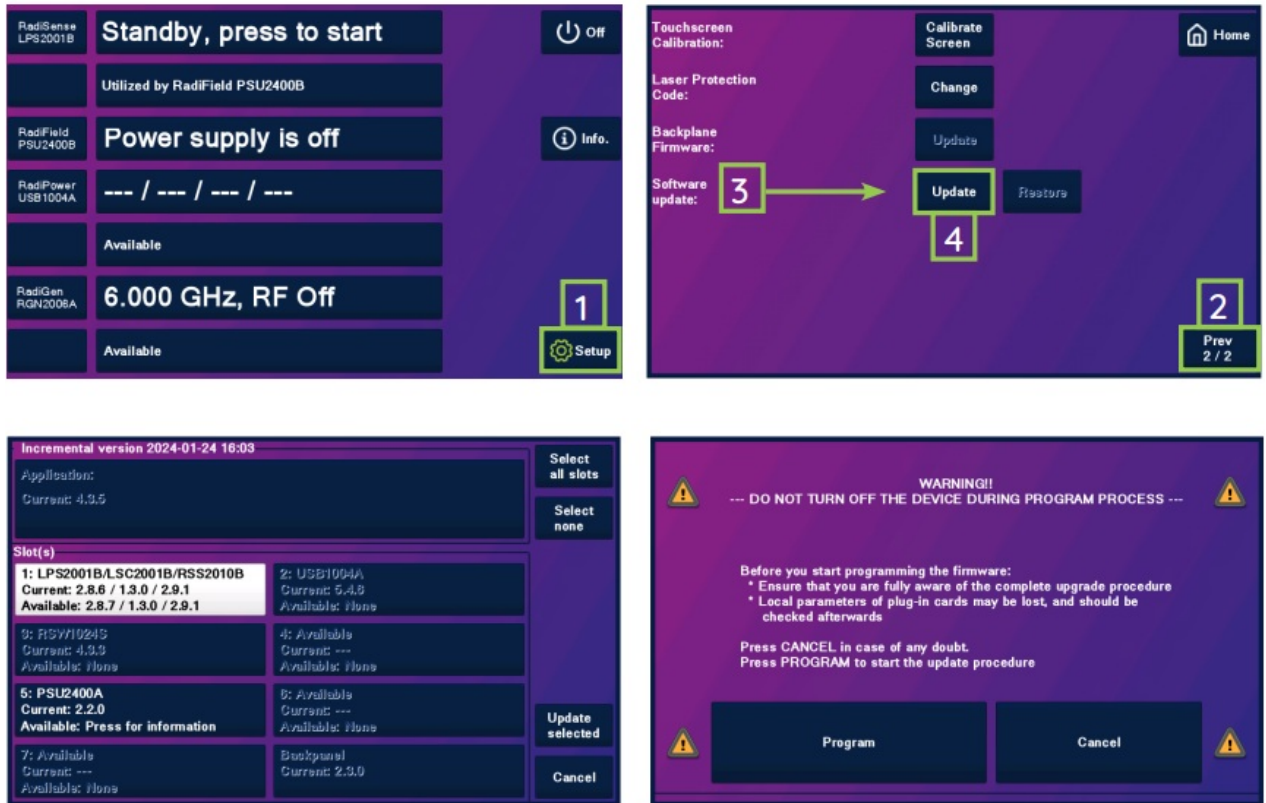 RadiSense
LPS2001B
Standby, press to start
Off
Utilized by RadiField PSU2400B
RadiField
PSU2400B
Power supply is off
Info.
RadiPower
USB1004A
--- / --- / --- / ---
Available
RadiGen
RGN2006A
6.000 GHz, RF Off
1
Available
Setup
Touchscreen
Calibration:
Calibrate
Screen
Home
Laser Protection
Code:
Change
Backplane
Firmware:
Update
Software
update:
3
Update
Restore
4
2
Prev
2 / 2
Incremental version 2024-01-24 16:03
Application:
Current: 4.3.5
Select
all slots
Select
none
Slot(s)
1: LPS2001B/LSC2001B/RSS2010B
Current: 2.8.6 / 1.3.0 / 2.9.1
Available: 2.8.7 / 1.3.0 / 2.9.1
2: USB1004A
Current: 5.4.6
Available: None
3: RSW1024S
Current: 4.3.3
Available: None
4: Available
Current: ---
Available: None
5: PSU2400A
Current: 2.2.0
Available: Press for information
6: Available
Current: ---
Available: None
7: Available
Current: ---
Available: None
Backpanel
Current: 2.3.0
Update
selected
Cancel
WARNING!!
--- DO NOT TURN OFF THE DEVICE DURING PROGRAM PROCESS ---
Before you start programming the firmware:
* Ensure that you are fully aware of the complete upgrade procedure
* Local parameters of plug-in cards may be lost, and should be
checked afterwards
Press CANCEL in case of any doubt.
Press PROGRAM to start the update procedure
Program
Cancel